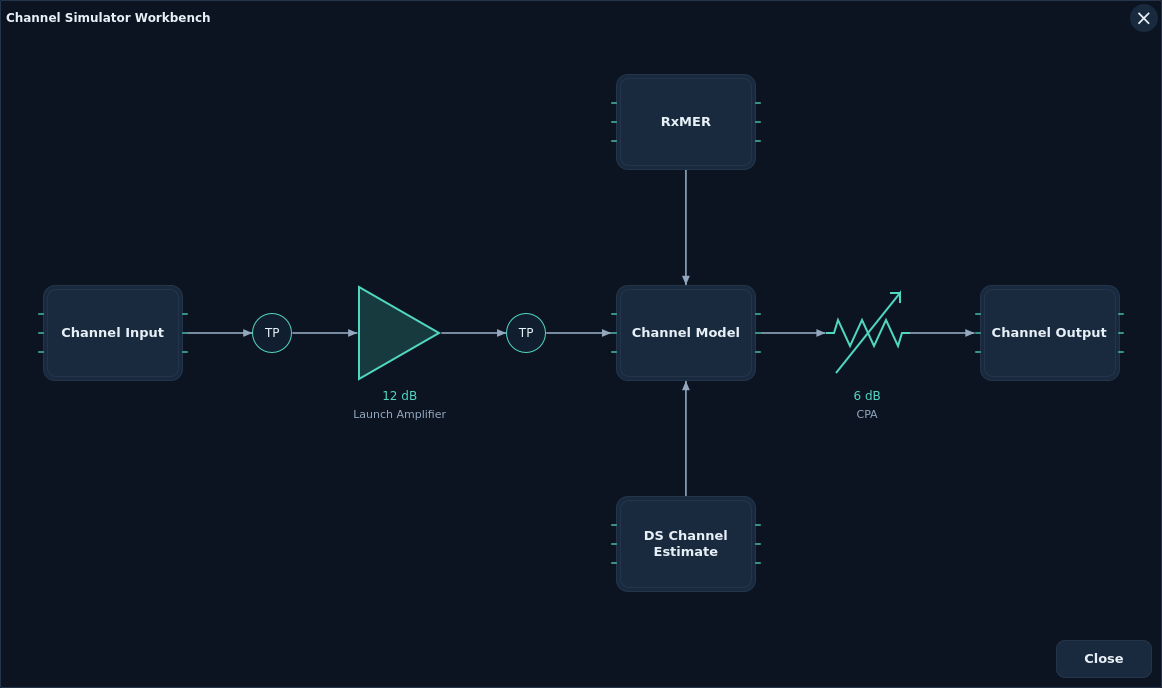 Channel Simulator Workbench
RxMER
Channel Input
TP
TP
Channel Model
Channel Output
12 dB
Launch Amplifier
6 dB
CPA
DS Channel
Estimate
Close